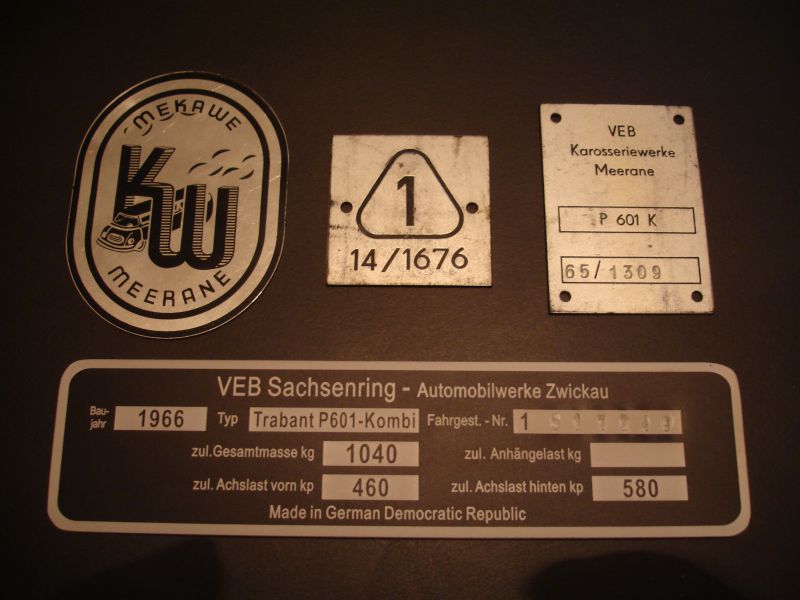 MEKAWE
KW
MEERANE
1
14/1676
VEB
Karosseriewerke
Meerane
P 601 K
65/1309
VEB Sachsenring - Automobilwerke Zwickau
Bau-
jahr 1966 Typ Trabant P601-Kombi Fahrgest. - Nr. 1
zul.Gesamtmasse kg 1040 zul. Anhängelast kg
zul. Achslast vorn kp 460 zul. Achslast hinten kp 580
Made in German Democratic Republic